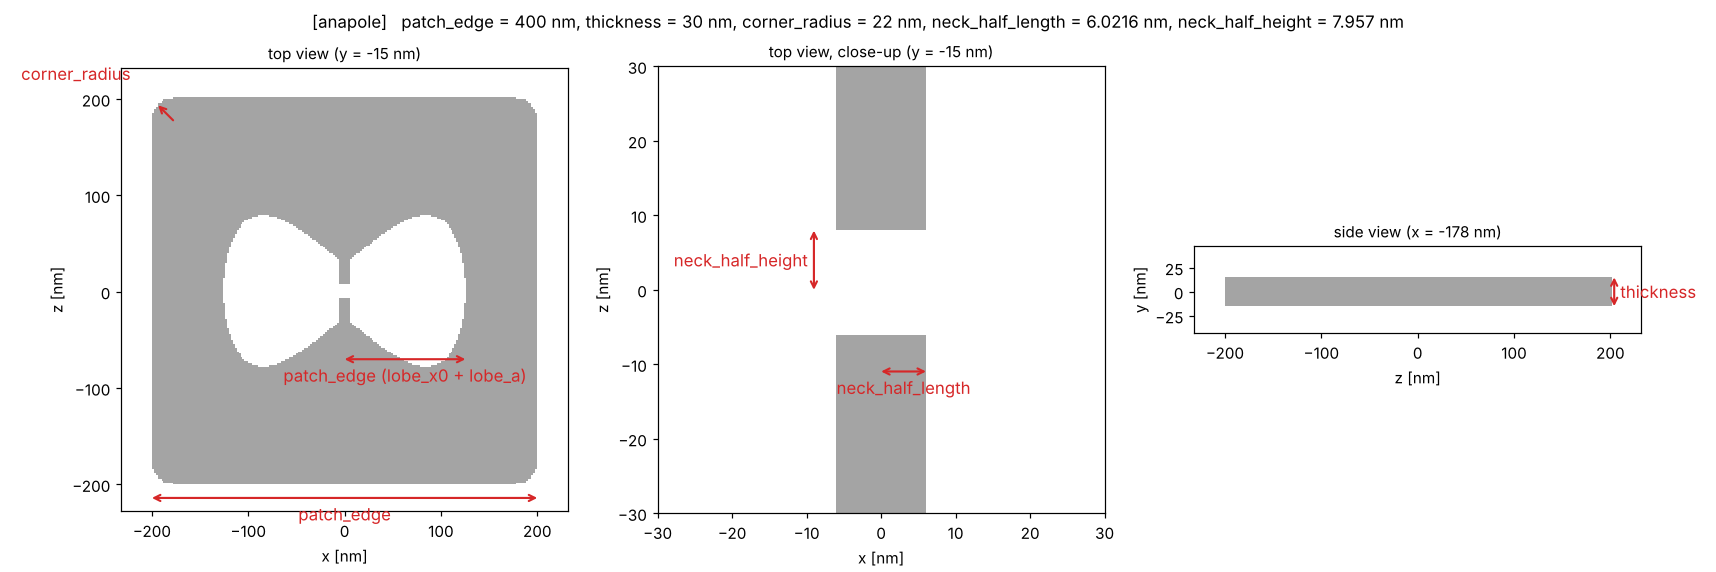 [anapole]   patch_edge = 400 nm, thickness = 30 nm, corner_radius = 22 nm, neck_half_length = 6.0216 nm, neck_half_height = 7.957 nm
top view (y = -15 nm)
corner_radius
200
100
0
−100
−200
z [nm]
patch_edge (lobe_x0 + lobe_a)
patch_edge
−200
−100
0
100
200
x [nm]
top view, close-up (y = -15 nm)
30
20
10
0
−10
−20
−30
z [nm]
neck_half_height
neck_half_length
−30
−20
−10
0
10
20
30
x [nm]
side view (x = -178 nm)
25
0
−25
y [nm]
thickness
−200
−100
0
100
200
z [nm]